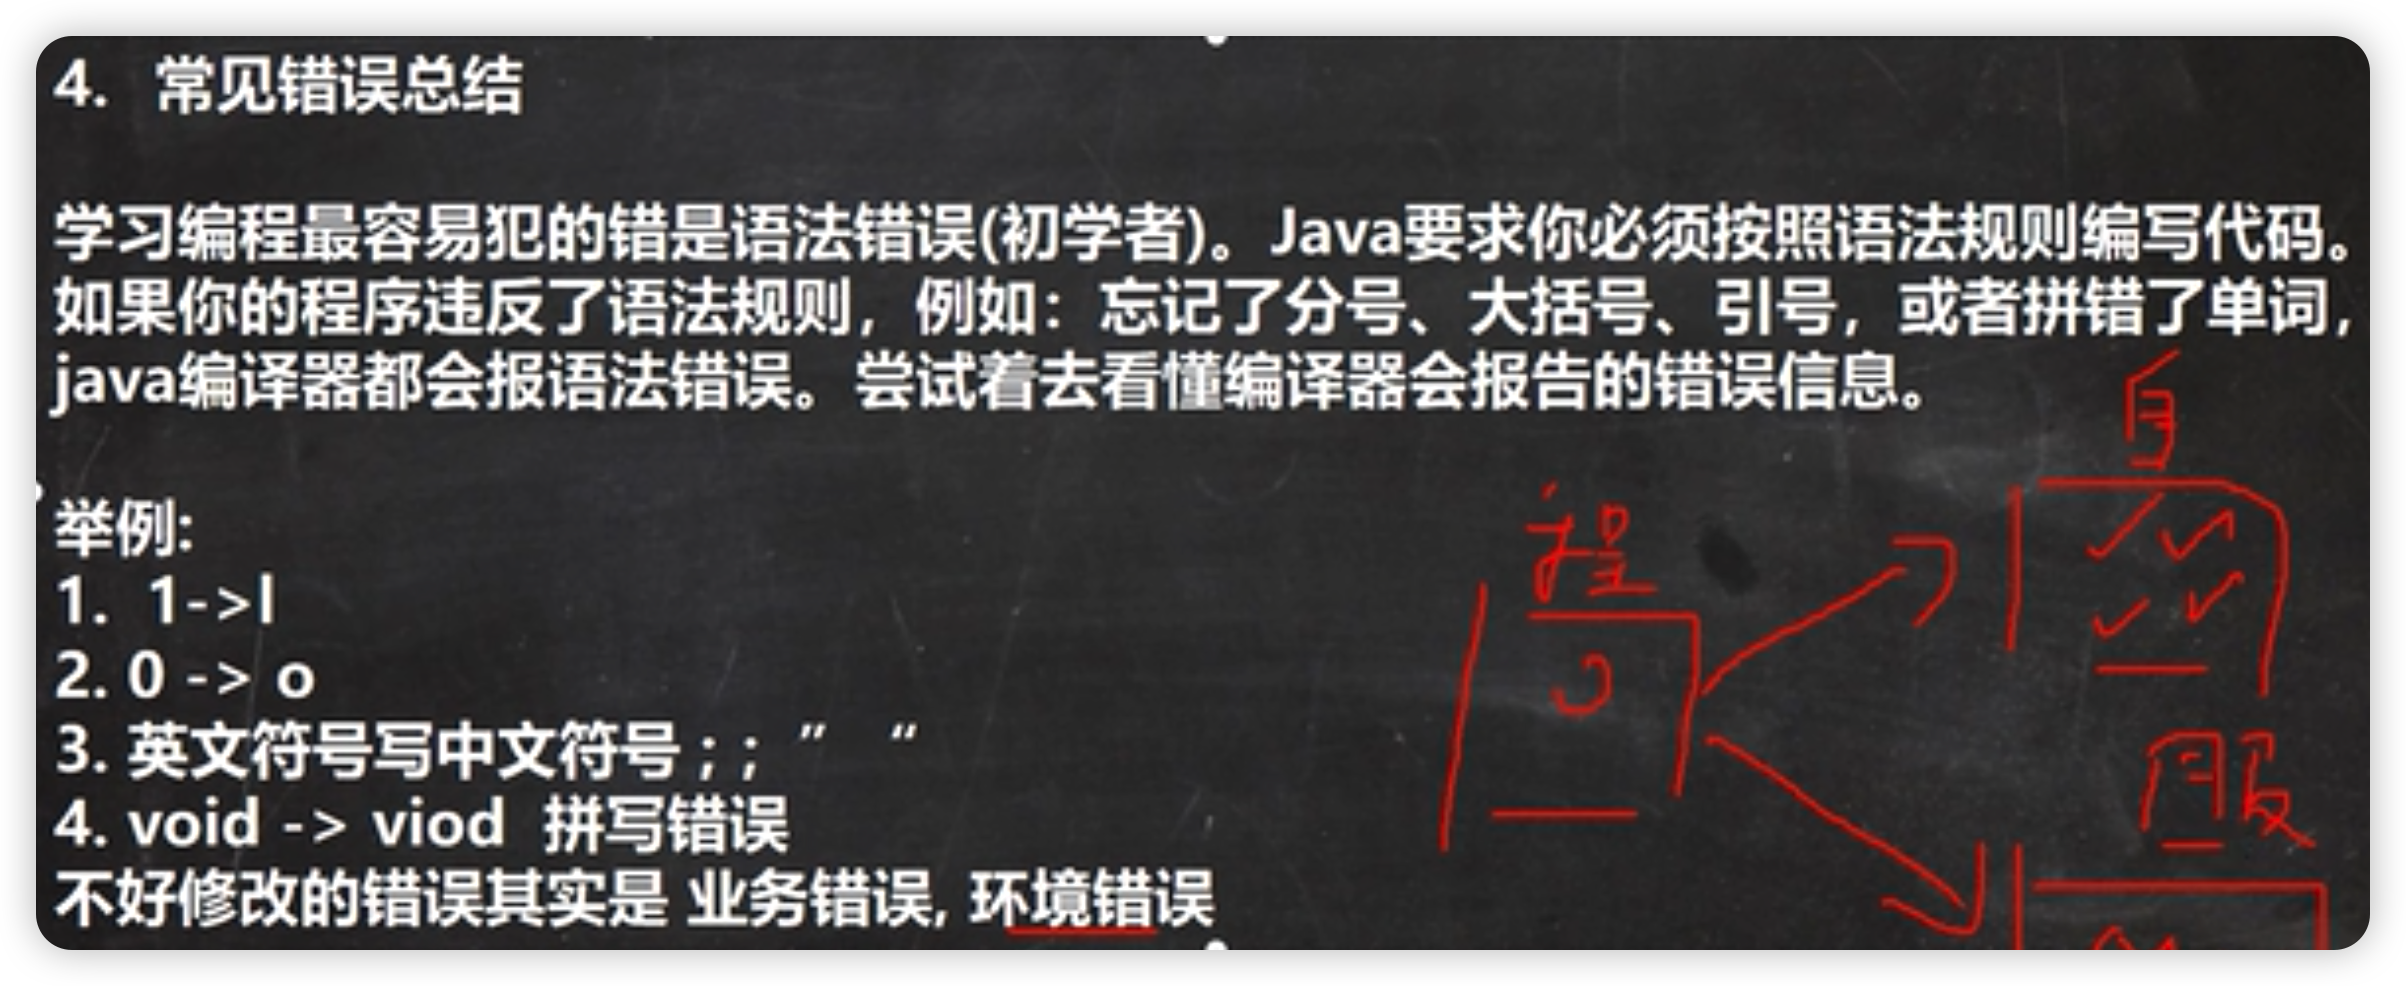 4. 常见错误总结
学习编程最容易犯的错是语法错误(初学者)。Java要求你必须按照语法规则编写代码。
如果你的程序违反了语法规则，例如：忘记了分号、大括号、引号，或者拼错了单词，
java编译器都会报语法错误。尝试着去看懂编译器会报告的错误信息。
自
举例:
程
1. 1->l
2. 0 -> o
3. 英文符号写中文符号 ; ; " “
用服
4. void -> viod 拼写错误
不好修改的错误其实是 业务错误, 环境错误